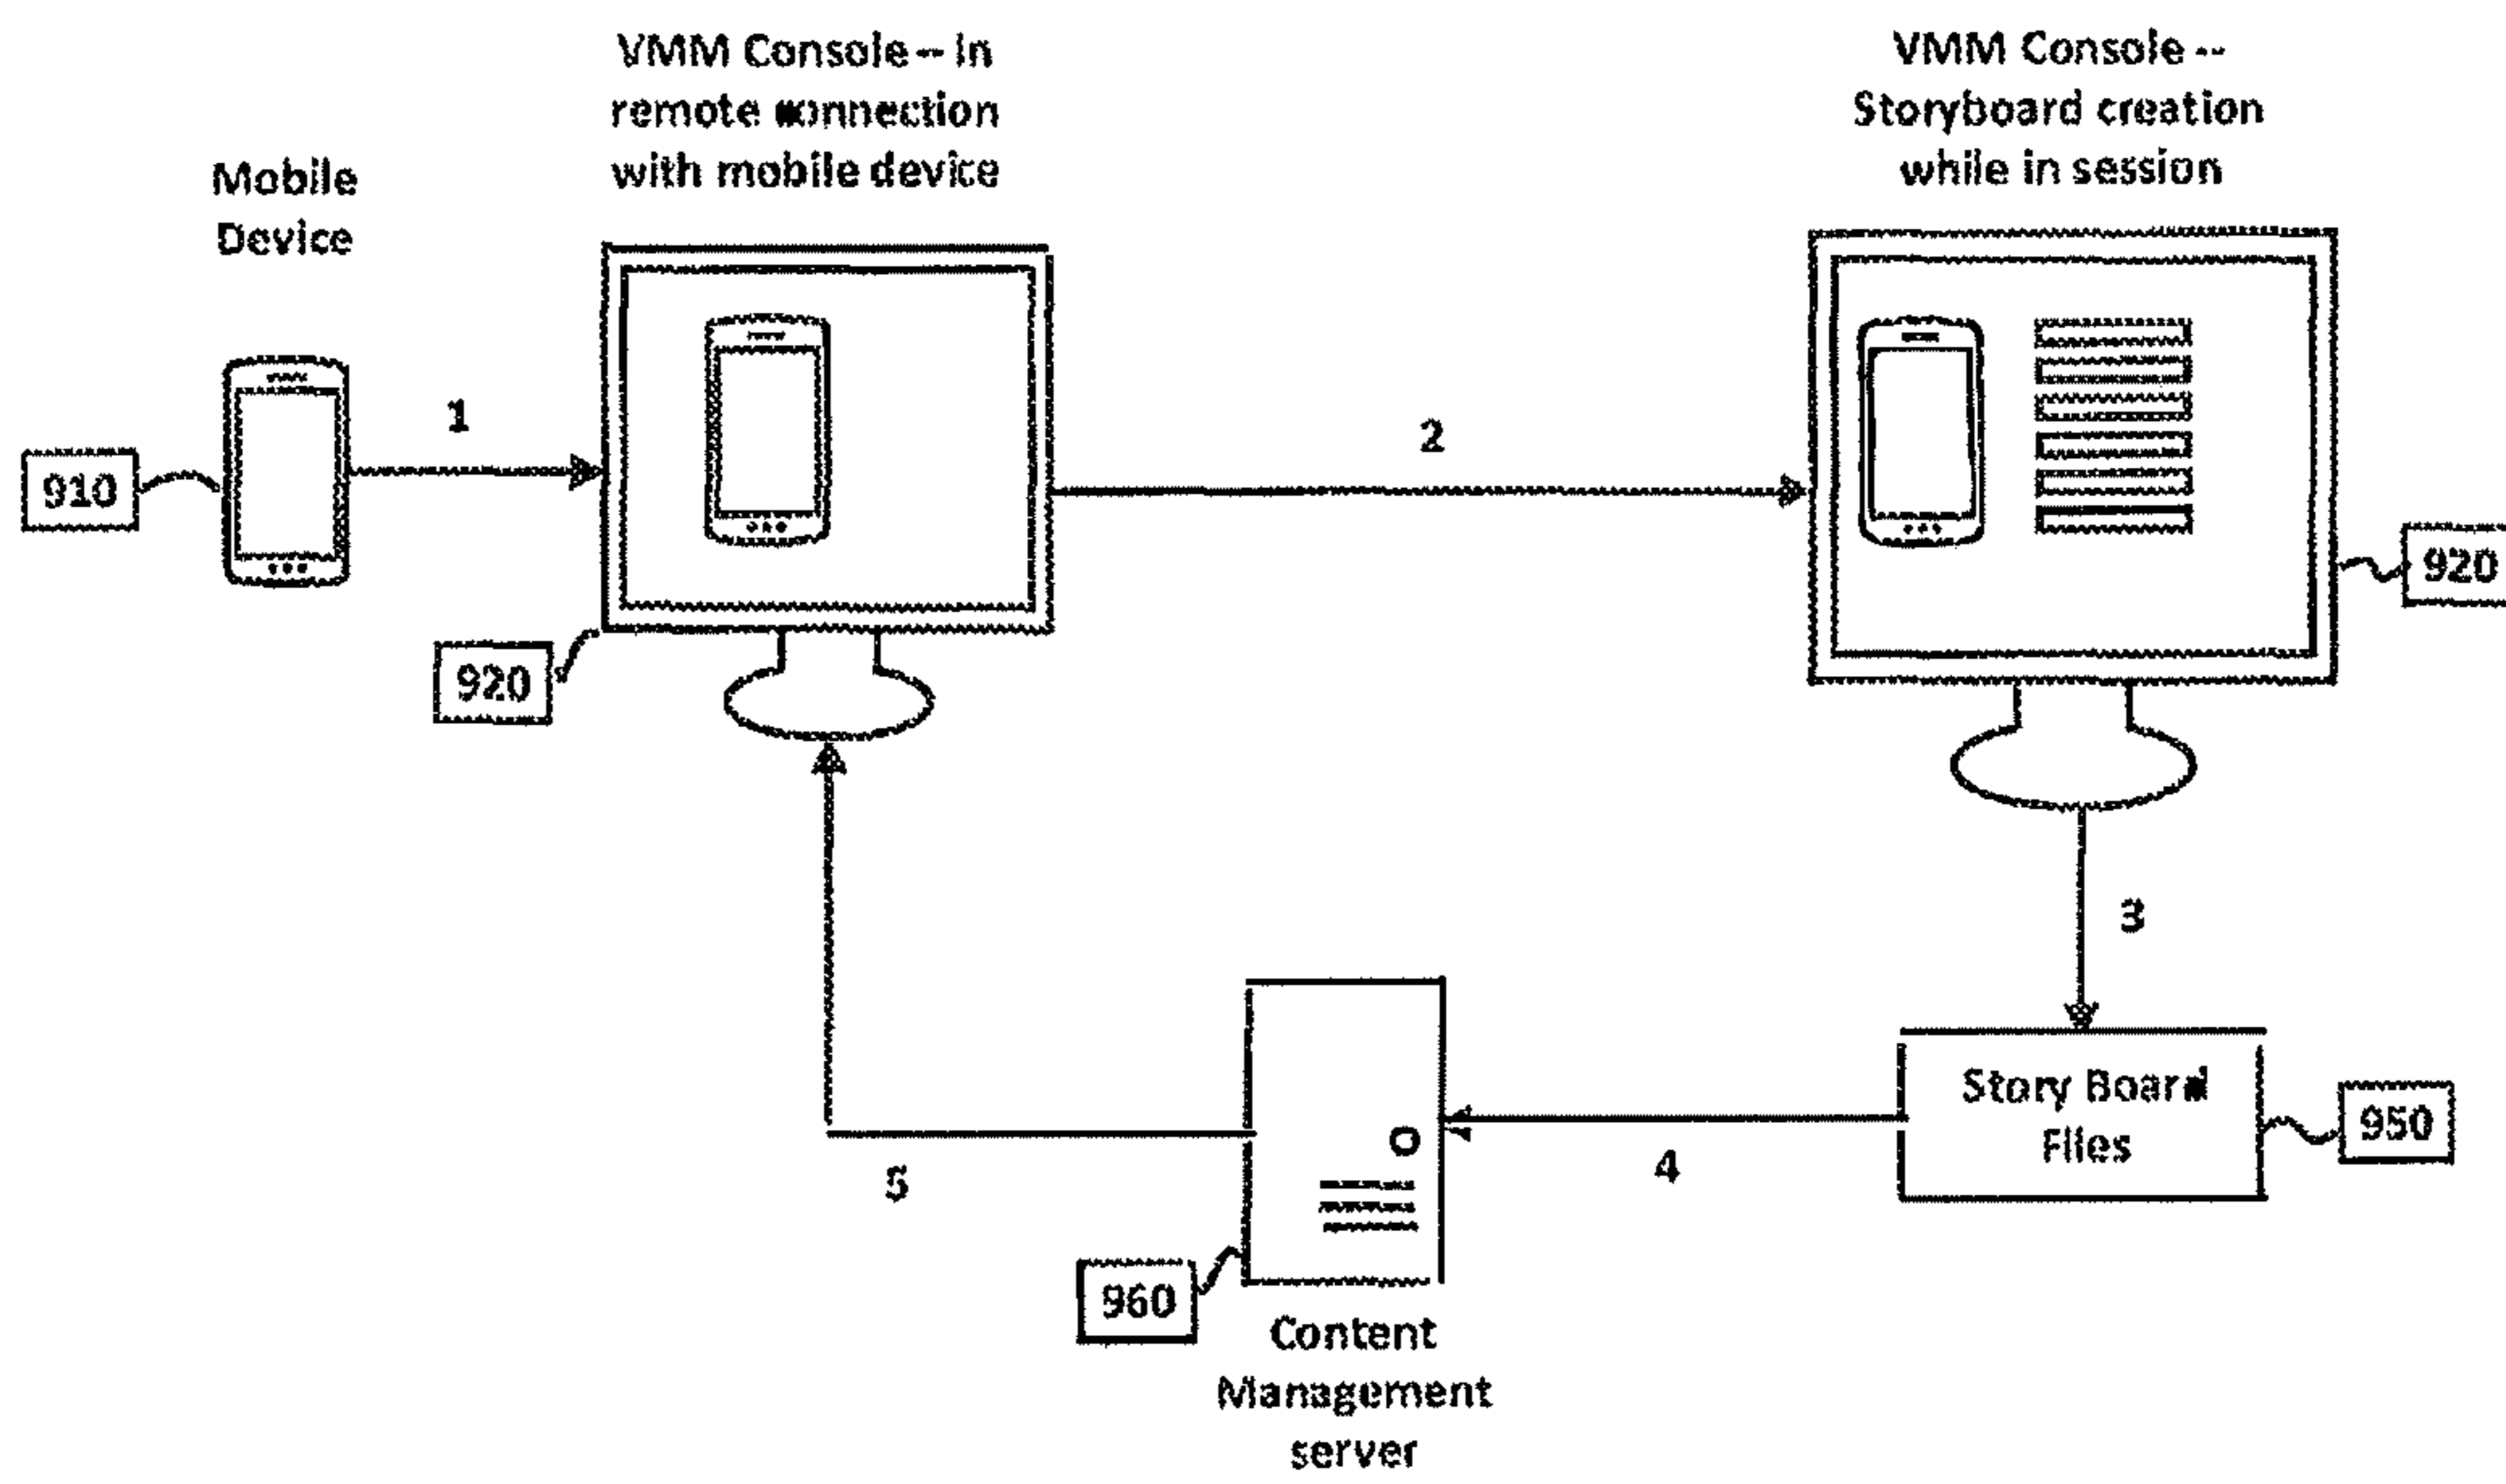 VMM Console -- In
remote connection
with mobile device
VMM Console --
Storyboard creation
while in session
Mobile
Device
1
2
910
920
920
3
Story Board
Files
950
4
5
960
Content
Management
server